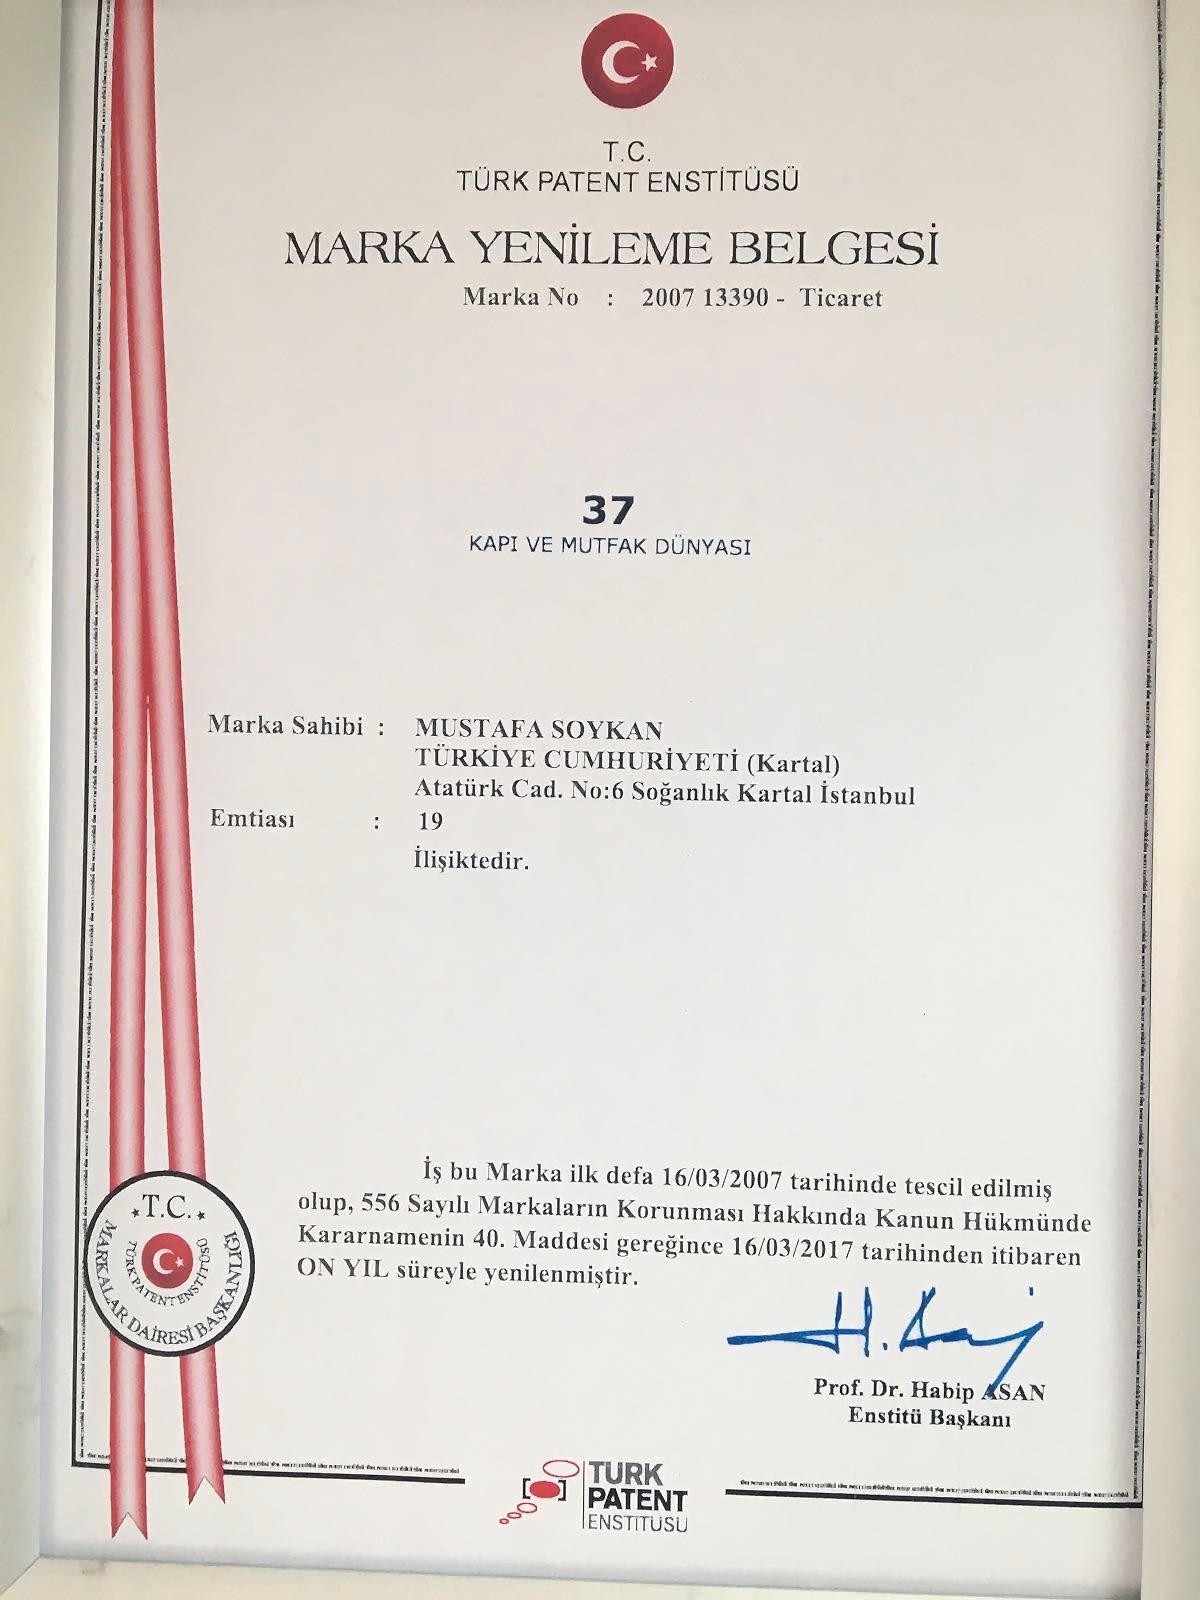 T.C.
TÜRK PATENT ENSTİTÜSÜ
MARKA YENİLEME BELGESİ
Marka No : 2007 13390 - Ticaret
37
KAPI VE MUTFAK DÜNYASI
Marka Sahibi : MUSTAFA SOYKAN
TÜRKİYE CUMHURİYETİ (Kartal)
Atatürk Cad. No:6 Soğanlık Kartal İstanbul
Emtiası : 19
İlişiktedir.
İş bu Marka ilk defa 16/03/2007 tarihinde tescil edilmiş
olup, 556 Sayılı Markaların Korunması Hakkında Kanun Hükmünde
Kararnamenin 40. Maddesi gereğince 16/03/2017 tarihinden itibaren
ON YIL süreyle yenilenmiştir.
T.C.
TÜRK PATENT ENSTİTÜSÜ
MARKALAR DAİRESİ BAŞKANLIĞI
Prof. Dr. Habip ASAN
Enstitü Başkanı
TURK
PATENT
ENSTITUSU